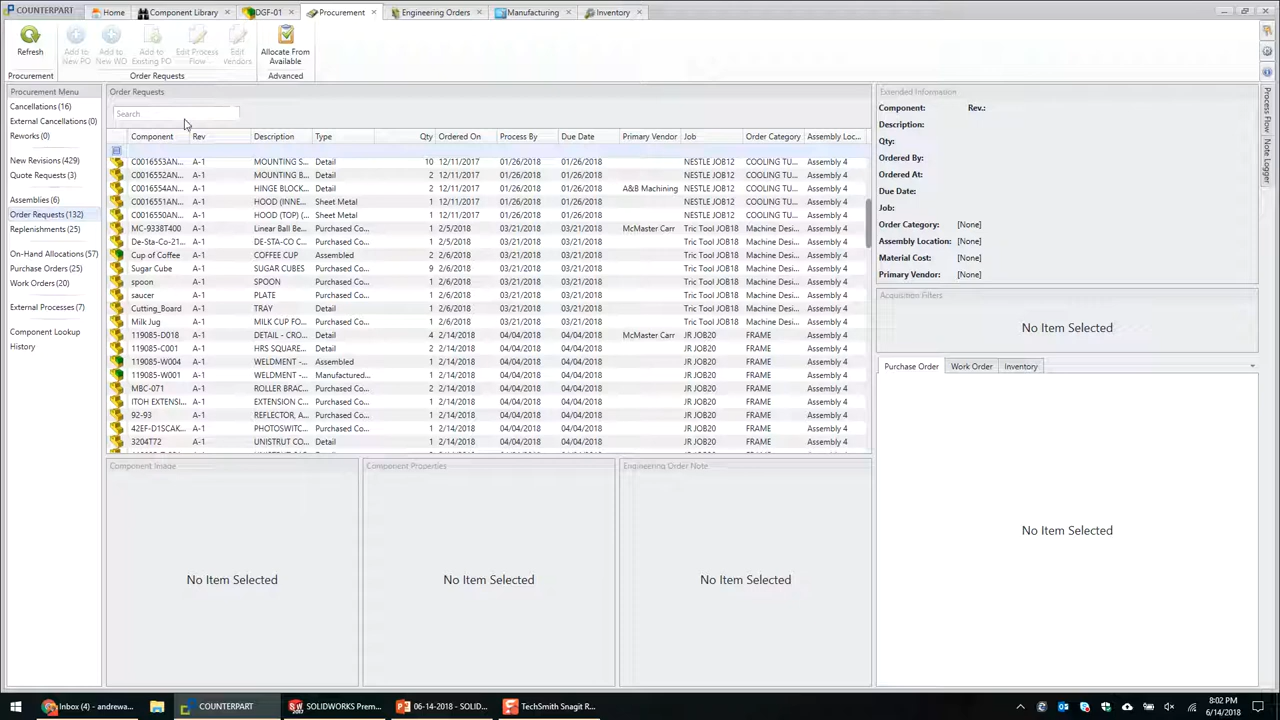 COUNTERPART Home Component Library DGF-01 Procurement Engineering Orders Manufacturing Inventory
Refresh Add to New PO Add to New WO Add to Existing PO Edit Process Flow Edit Vendors Allocate From Available
Procurement Order Requests Advanced
Procurement Menu
Cancellations (16)
External Cancellations (0)
Reworks (0)
New Revisions (429)
Quote Requests (3)
Assemblies (6)
Order Requests (132)
Replenishments (25)
On-Hand Allocations (57)
Purchase Orders (25)
Work Orders (20)
External Processes (7)
Component Lookup
History
Order Requests
Search
Component Rev Description Type Qty Ordered On Process By Due Date Primary Vendor Job Order Category Assembly Loc...
C0016553AN... A-1 MOUNTING S... Detail 10 12/11/2017 01/26/2018 01/26/2018 NESTLE JOB12 COOLING TU... Assembly 4
C0016552AN... A-1 MOUNTING B... Detail 2 12/11/2017 01/26/2018 01/26/2018 NESTLE JOB12 COOLING TU... Assembly 4
C0016554AN... A-1 HINGE BLOCK... Detail 2 12/11/2017 01/26/2018 01/26/2018 A&B Machining NESTLE JOB12 COOLING TU... Assembly 4
C0016551AN... A-1 HOOD (INNE... Sheet Metal 1 12/11/2017 01/26/2018 01/26/2018 NESTLE JOB12 COOLING TU... Assembly 4
C0016550AN... A-1 HOOD (TOP) (... Sheet Metal 1 12/11/2017 01/26/2018 01/26/2018 NESTLE JOB12 COOLING TU... Assembly 4
MC-9338T400 A-1 Linear Ball Be... Purchased Co... 1 2/5/2018 03/21/2018 03/21/2018 McMaster Carr Tric Tool JOB18 Machine Desi... Assembly 4
De-Sta-Co-21... A-1 DE-STA-CO C... Purchased Co... 1 2/5/2018 03/21/2018 03/21/2018 Tric Tool JOB18 Machine Desi... Assembly 4
Cup of Coffee A-1 COFFEE CUP Assembled 2 2/6/2018 03/21/2018 03/21/2018 Tric Tool JOB18 Machine Desi... Assembly 4
Sugar Cube A-1 SUGAR CUBES Purchased Co... 9 2/6/2018 03/21/2018 03/21/2018 Tric Tool JOB18 Machine Desi... Assembly 4
spoon A-1 SPOON Purchased Co... 1 2/6/2018 03/21/2018 03/21/2018 Tric Tool JOB18 Machine Desi... Assembly 4
saucer A-1 PLATE Purchased Co... 1 2/6/2018 03/21/2018 03/21/2018 Tric Tool JOB18 Machine Desi... Assembly 4
Cutting_Board A-1 TRAY Purchased Co... 1 2/6/2018 03/21/2018 03/21/2018 Tric Tool JOB18 Machine Desi... Assembly 4
Milk Jug A-1 MILK CUP FO... Purchased Co... 1 2/6/2018 03/21/2018 03/21/2018 Tric Tool JOB18 Machine Desi... Assembly 4
119085-D018 A-1 DETAIL - CRO... Detail 4 2/14/2018 04/04/2018 04/04/2018 McMaster Carr JR JOB20 FRAME Assembly 4
119085-C001 A-1 HRS SQUARE... Detail 2 2/14/2018 04/04/2018 04/04/2018 JR JOB20 FRAME Assembly 4
119085-W004 A-1 WELDMENT -... Assembled 1 2/14/2018 04/04/2018 04/04/2018 JR JOB20 FRAME Assembly 4
119085-W001 A-1 WELDMENT -... Manufactured... 1 2/14/2018 04/04/2018 04/04/2018 JR JOB20 FRAME Assembly 4
MBC-071 A-1 ROLLER BRAC... Purchased Co... 2 2/14/2018 04/04/2018 04/04/2018 JR JOB20 FRAME Assembly 4
ITOH EXTENSI... A-1 EXTENSION C... Purchased Co... 1 2/14/2018 04/04/2018 04/04/2018 JR JOB20 FRAME Assembly 4
92-93 A-1 REFLECTOR, A... Purchased Co... 1 2/14/2018 04/04/2018 04/04/2018 JR JOB20 FRAME Assembly 4
42EF-D1SCAK... A-1 PHOTOSWITC... Purchased Co... 1 2/14/2018 04/04/2018 04/04/2018 JR JOB20 FRAME Assembly 4
3204T72 A-1 UNISTRUT CO... Detail 1 2/14/2018 04/04/2018 04/04/2018 JR JOB20 FRAME Assembly 4
Component Image Component Properties Engineering Order Note
No Item Selected No Item Selected No Item Selected
Extended Information
Component: Rev.:
Description:
Qty:
Ordered By:
Ordered At:
Due Date:
Job:
Order Category: [None]
Assembly Location: [None]
Material Cost: [None]
Primary Vendor: [None]
Acquisition Filters
No Item Selected
Purchase Order Work Order Inventory
No Item Selected
Process Flow
Note Logger
Inbox (4) - andrewa... COUNTERPART SOLIDWORKS Prem... 06-14-2018 - SOLID... TechSmith Snagit R...
8:02 PM
6/14/2018